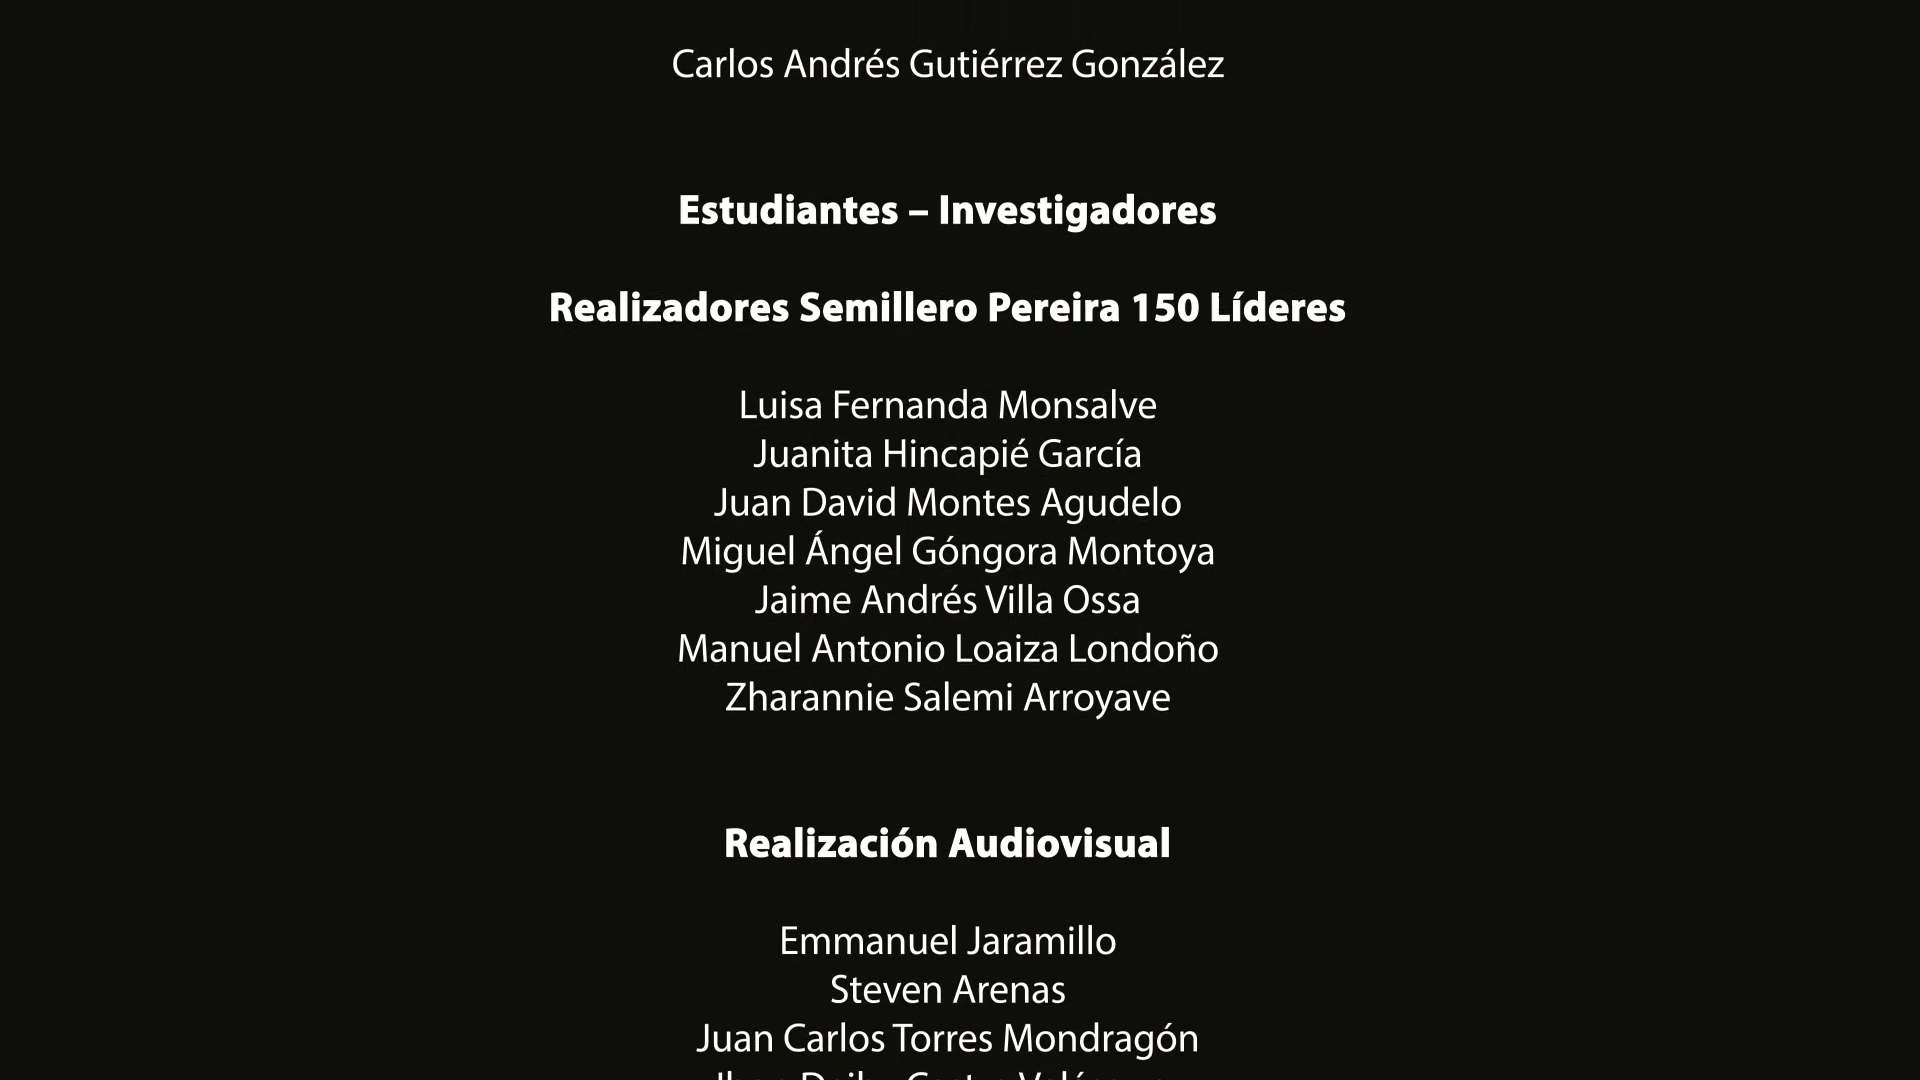 Carlos Andrés Gutiérrez González
Estudiantes – Investigadores
Realizadores Semillero Pereira 150 Líderes
Luisa Fernanda Monsalve
Juanita Hincapié García
Juan David Montes Agudelo
Miguel Ángel Góngora Montoya
Jaime Andrés Villa Ossa
Manuel Antonio Loaiza Londoño
Zharannie Salemi Arroyave
Realización Audiovisual
Emmanuel Jaramillo
Steven Arenas
Juan Carlos Torres Mondragón